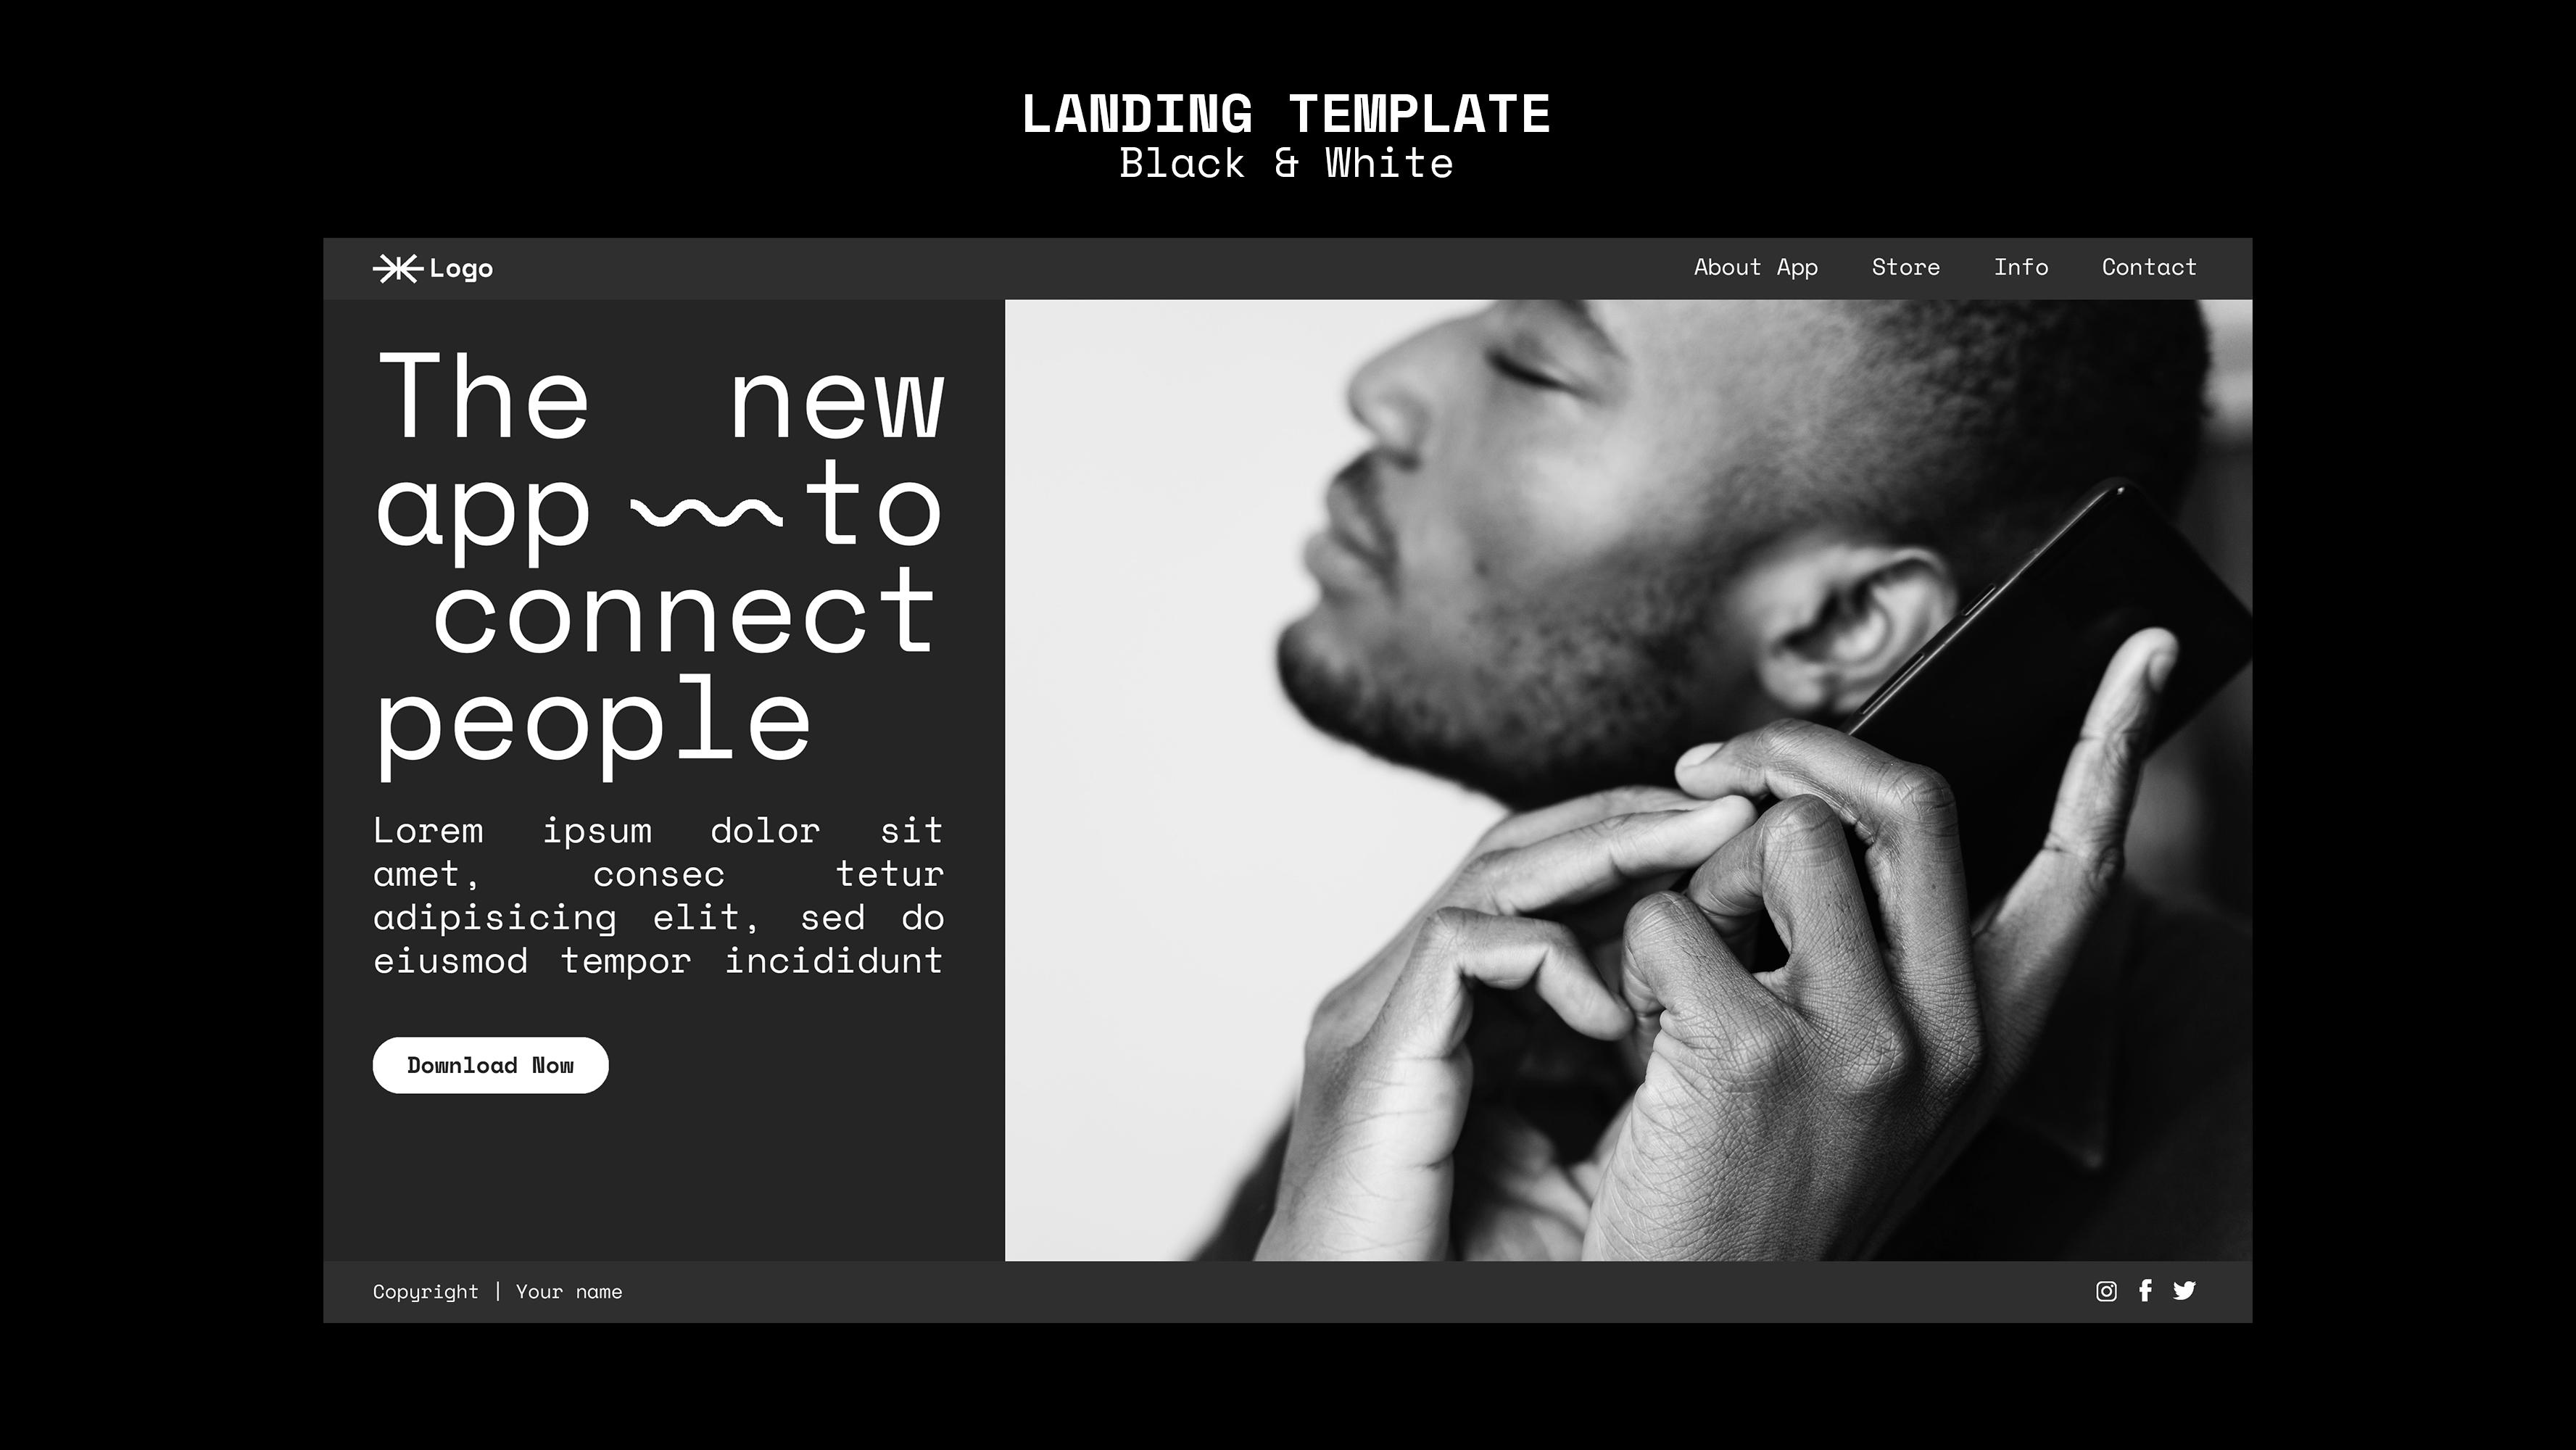 LANDING TEMPLATE
Black & White
Logo
About App Store Info Contact
The new
app to
connect
people
Lorem ipsum dolor sit
amet, consec tetur
adipisicing elit, sed do
eiusmod tempor incididunt
Download Now
Copyright | Your name